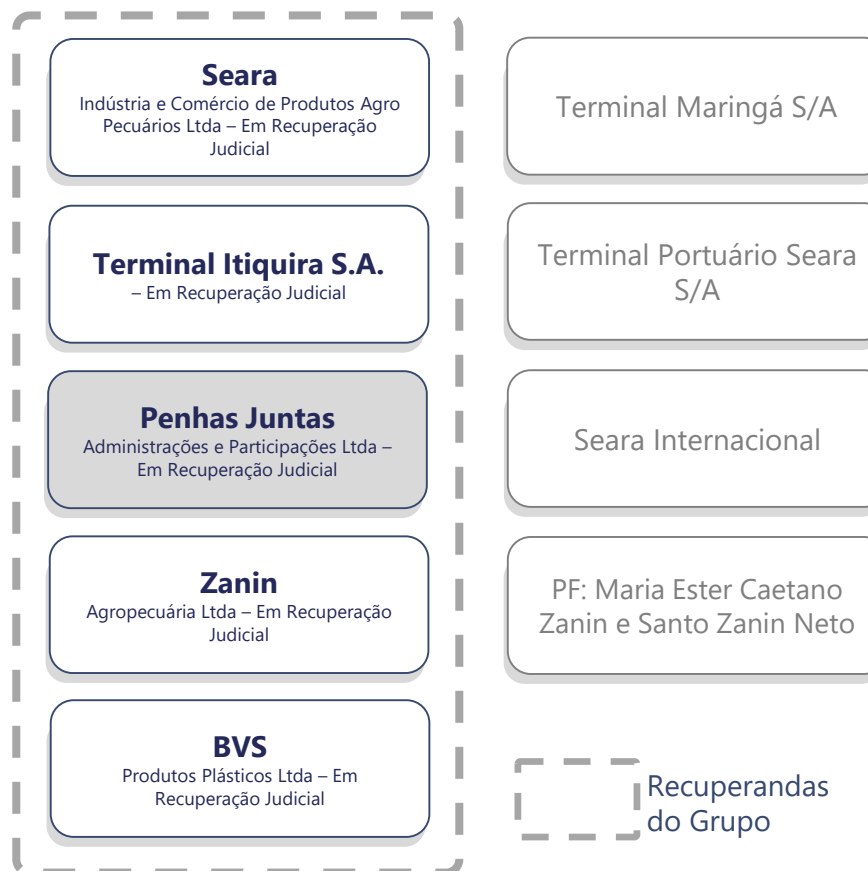 Seara
Indústria e Comércio de Produtos Agro
Pecuários Ltda – Em Recuperação
Judicial
Terminal Itiquira S.A.
– Em Recuperação Judicial
Penhas Juntas
Administrações e Participações Ltda –
Em Recuperação Judicial
Zanin
Agropecuária Ltda – Em Recuperação
Judicial
BVS
Produtos Plásticos Ltda – Em
Recuperação Judicial
Terminal Maringá S/A
Terminal Portuário Seara
S/A
Seara Internacional
PF: Maria Ester Caetano
Zanin e Santo Zanin Neto
Recuperandas
do Grupo